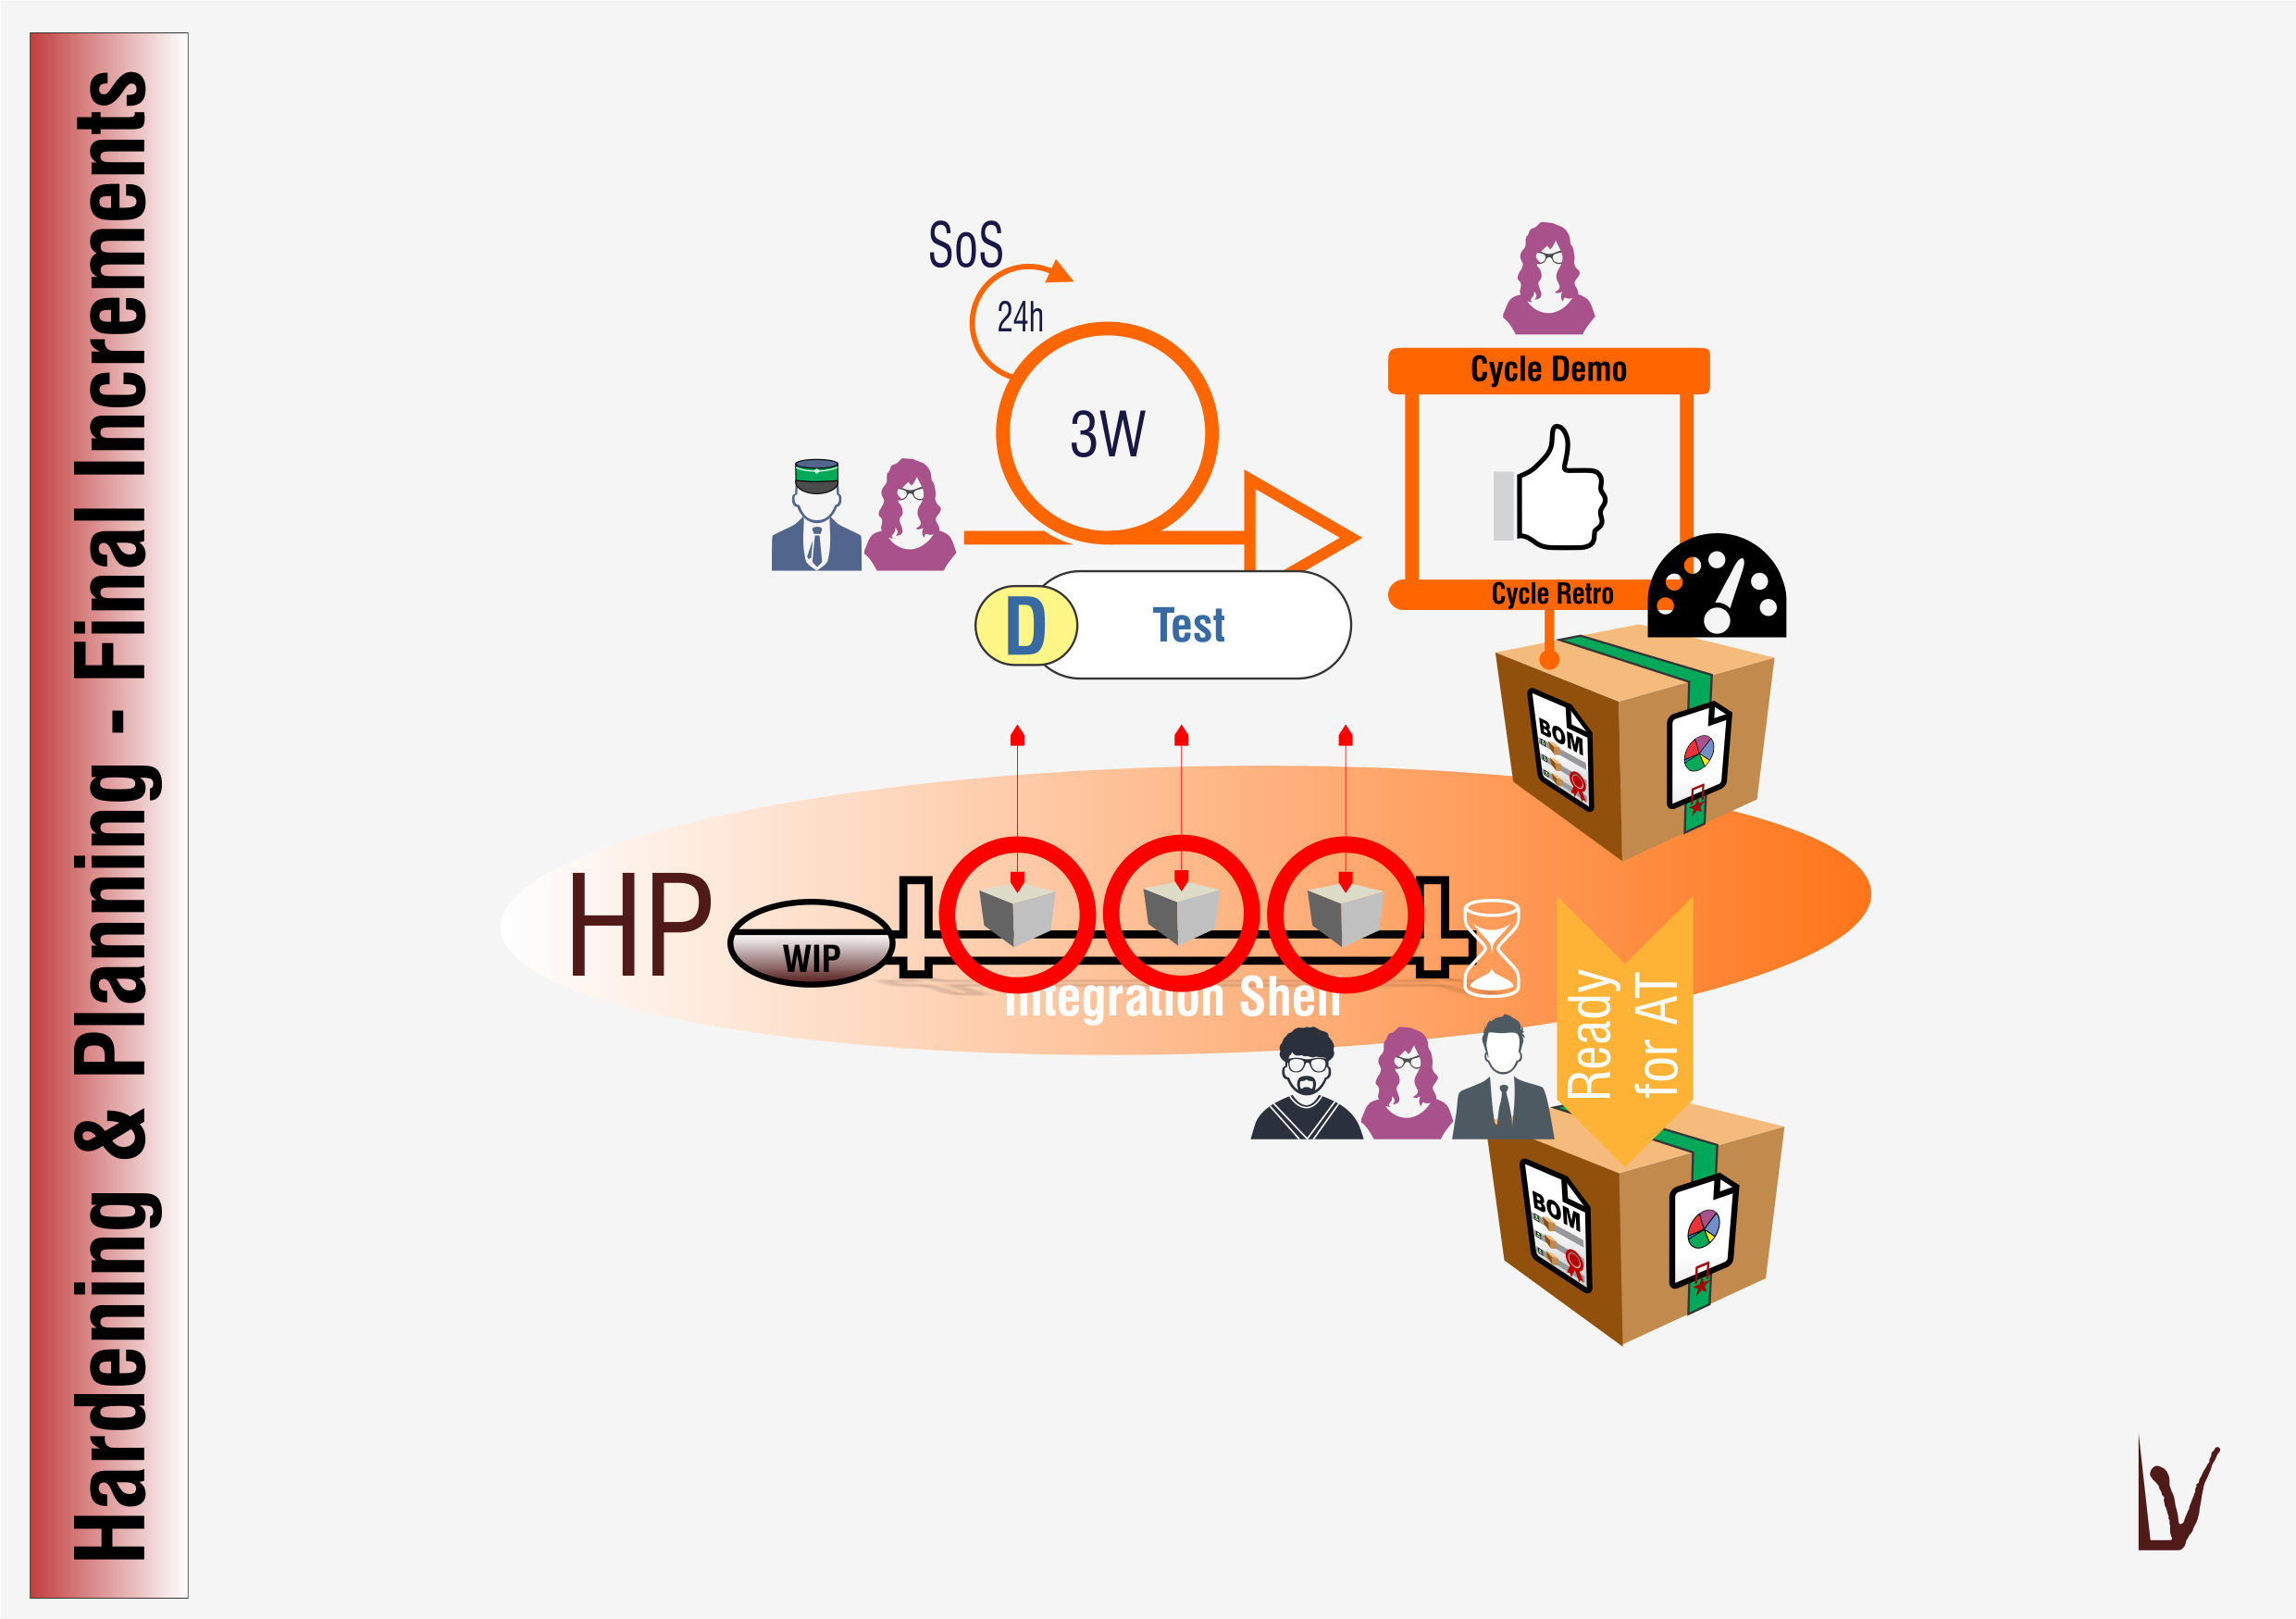 Hardening & Planning - Final Increments
SoS
24h
3W
Cycle Demo
Cycle Retro
D
Test
BOM
HP
WIP
Integration Shell
Ready
for AT
BOM